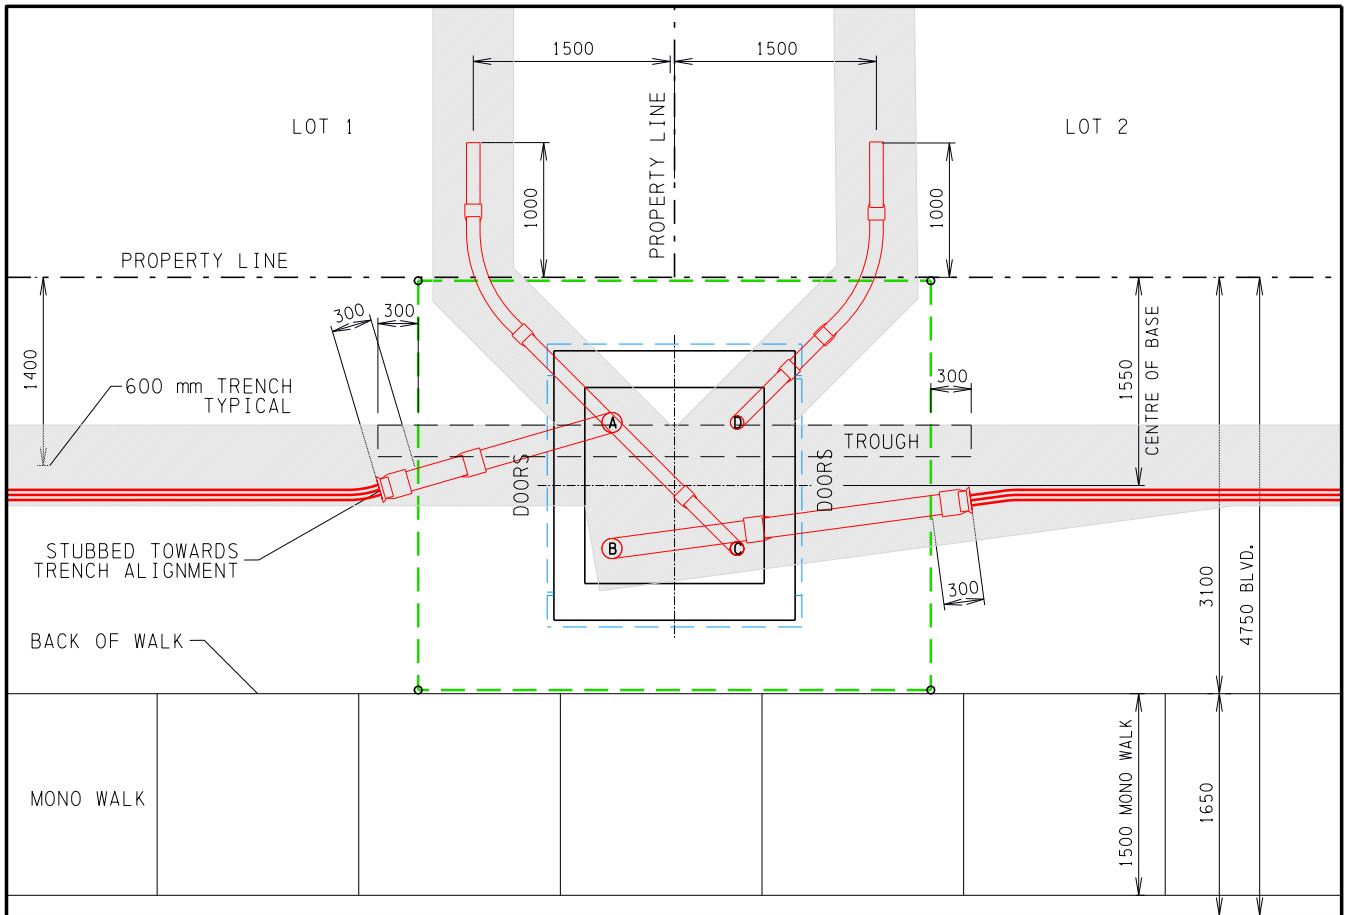 1500
1500
LOT 1
LOT 2
PROPERTY LINE
1000
1000
PROPERTY LINE
300
300
1400
600 mm TRENCH
TYPICAL
1550
CENTRE OF BASE
300
A
D
TROUGH
DOORS
DOORS
B
C
STUBBED TOWARDS
TRENCH ALIGNMENT
300
3100
4750 BLVD.
BACK OF WALK
MONO WALK
1500 MONO WALK
1650